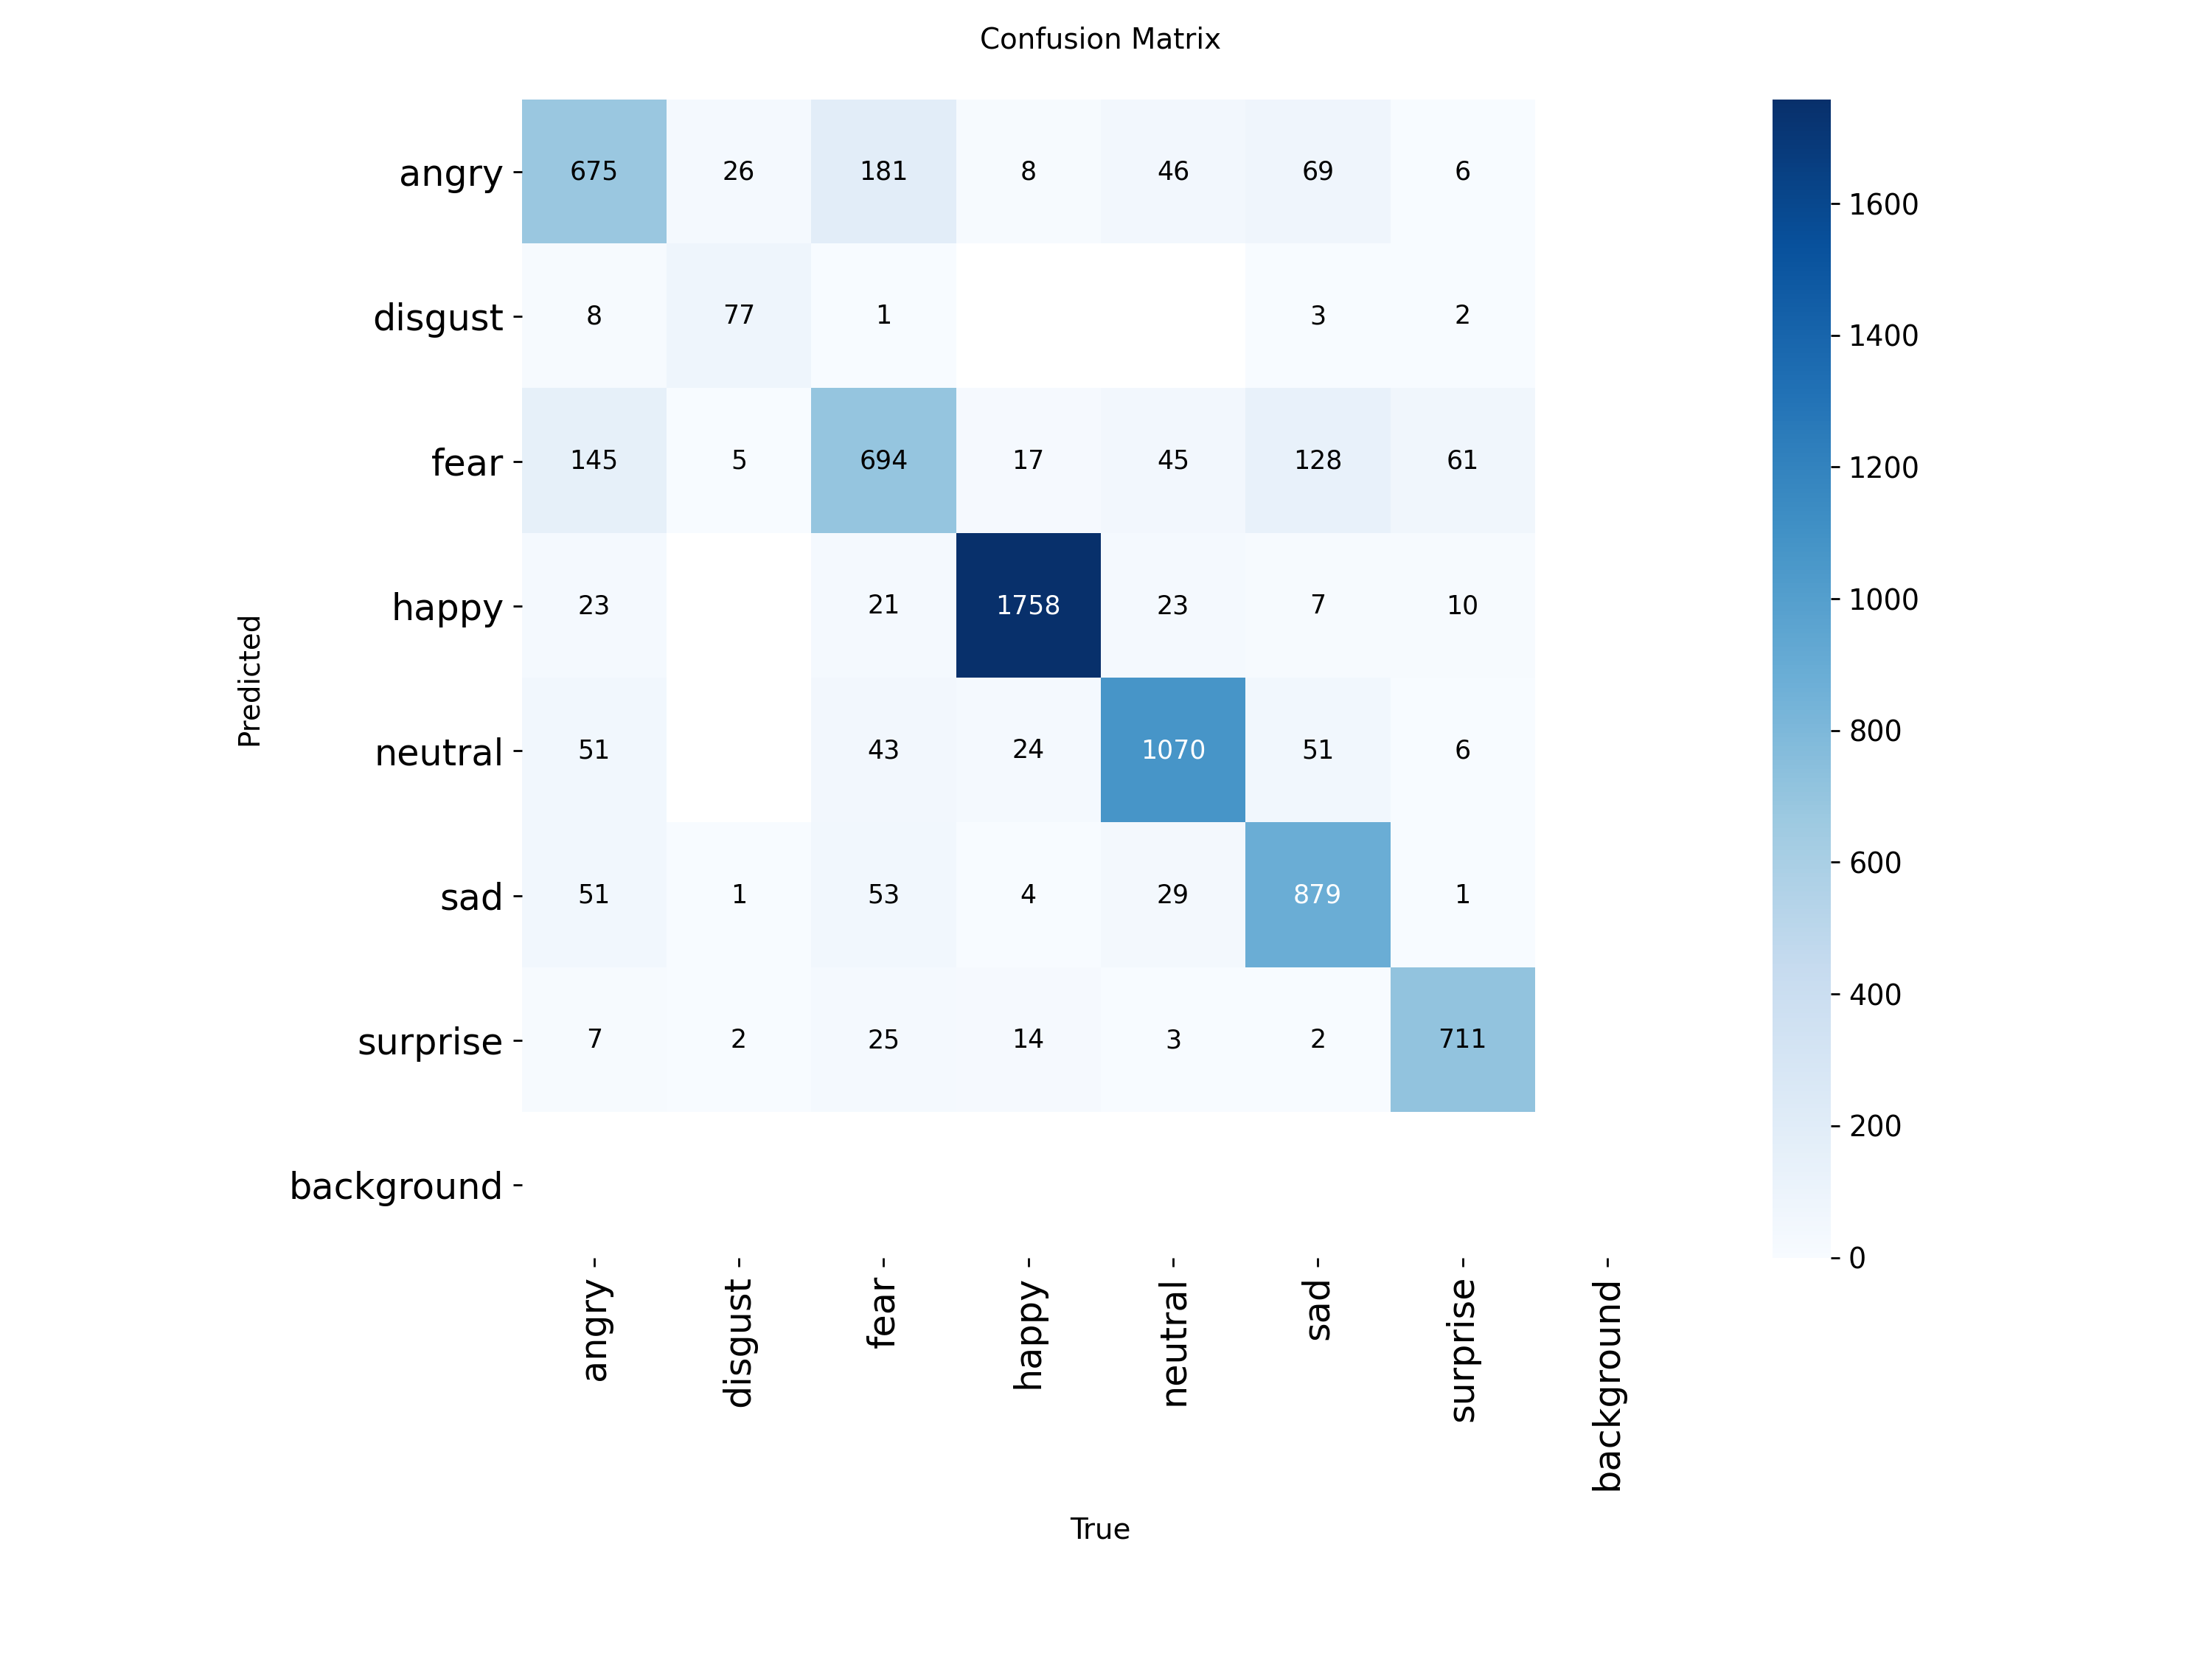 Confusion Matrix
angry 675 26 181 8 46 69 6
disgust 8 77 1 3 2
fear 145 5 694 17 45 128 61
happy 23 21 1758 23 7 10
neutral 51 43 24 1070 51 6
sad 51 1 53 4 29 879 1
surprise 7 2 25 14 3 2 711
background
Predicted
angry disgust fear happy neutral sad surprise background
True
1600
1400
1200
1000
800
600
400
200
0